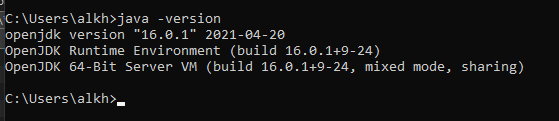 C:\Users\alkh>java -version
openjdk version "16.0.1" 2021-04-20
OpenJDK Runtime Environment (build 16.0.1+9-24)
OpenJDK 64-Bit Server VM (build 16.0.1+9-24, mixed mode, sharing)
C:\Users\alkh>